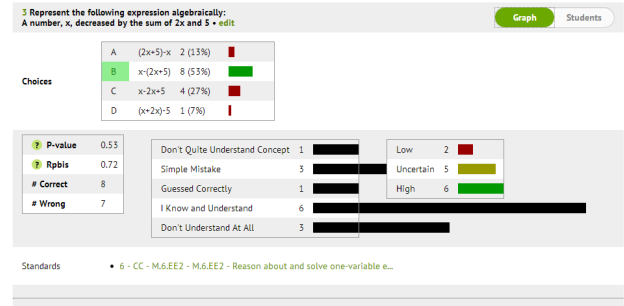 3 Represent the following expression algebraically:
A number, x, decreased by the sum of 2x and 5 • edit
Graph Students
Choices
A (2x+5)-x 2 (13%)
B x-(2x+5) 8 (53%)
C x-2x+5 4 (27%)
D (x+2x)-5 1 (7%)
? P-value 0.53
? Rpbis 0.72
# Correct 8
# Wrong 7
Don't Quite Understand Concept 1
Simple Mistake 3
Guessed Correctly 1
I Know and Understand 6
Don't Understand At All 3
Low 2
Uncertain 5
High 6
Standards • 6 - CC - M.6.EE2 - M.6.EE2 - Reason about and solve one-variable e...